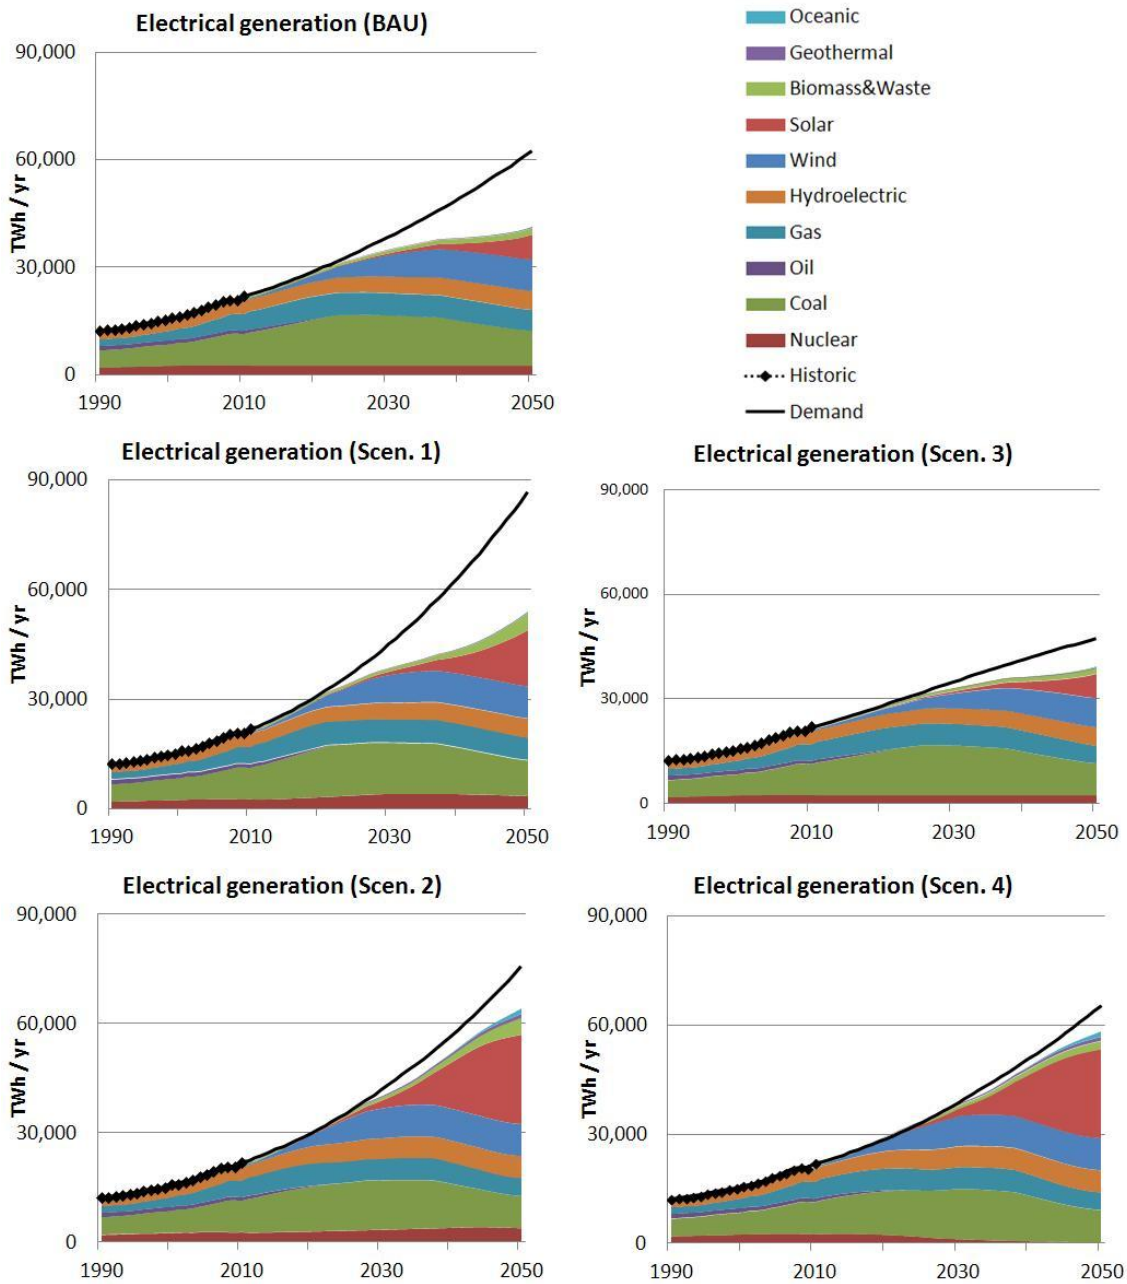 Electrical generation (BAU)
90,000
60,000
30,000
0
TWh / yr
1990 2010 2030 2050
Oceanic
Geothermal
Biomass&Waste
Solar
Wind
Hydroelectric
Gas
Oil
Coal
Nuclear
Historic
Demand
Electrical generation (Scen. 1)
90,000
60,000
30,000
0
TWh / yr
1990 2010 2030 2050
Electrical generation (Scen. 3)
90,000
60,000
30,000
0
TWh / yr
1990 2010 2030 2050
Electrical generation (Scen. 2)
90,000
60,000
30,000
0
TWh / yr
1990 2010 2030 2050
Electrical generation (Scen. 4)
90,000
60,000
30,000
0
TWh / yr
1990 2010 2030 2050